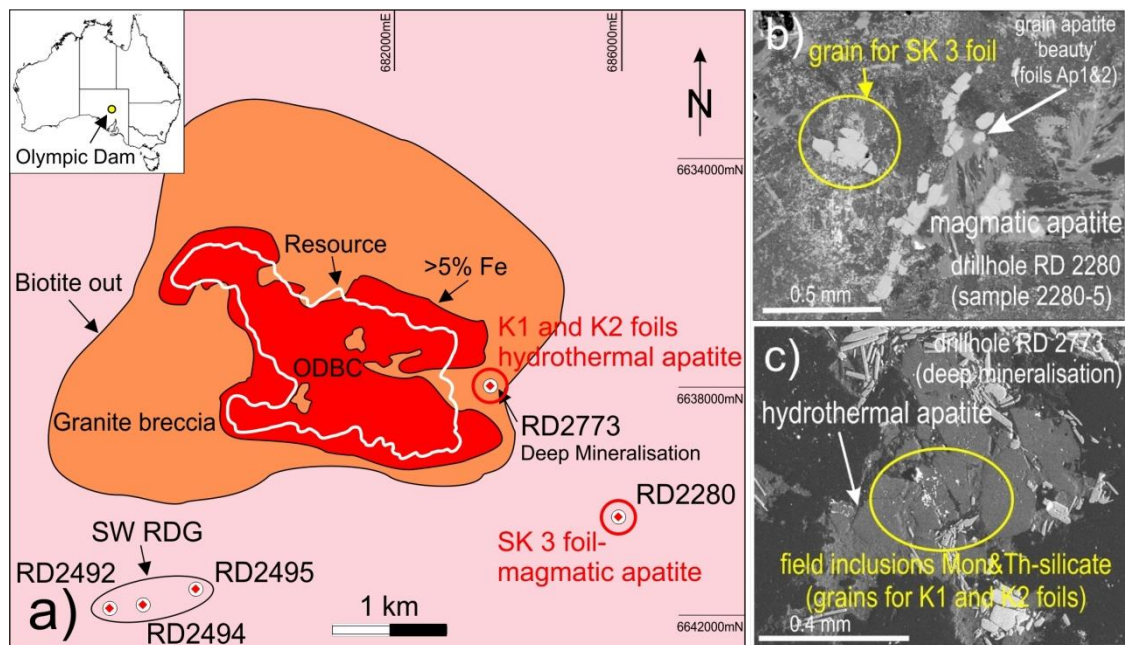 682000mE
686000mE
N
Olympic Dam
6634000mN
Resource
>5% Fe
Biotite out
K1 and K2 foils
hydrothermal apatite
ODBC
6638000mN
Granite breccia
RD2773
Deep Mineralisation
RD2280
SW RDG
SK 3 foil-
magmatic apatite
RD2492
RD2495
RD2494
a)
1 km
6642000mN
b)
grain for SK 3 foil
grain apatite
'beauty'
(foils Ap1&2)
magmatic apatite
drillhole RD 2280
(sample 2280-5)
0.5 mm
c)
drillhole RD 2773
(deep mineralisation)
hydrothermal apatite
field inclusions Mon&Th-silicate
(grains for K1 and K2 foils)
0.4 mm